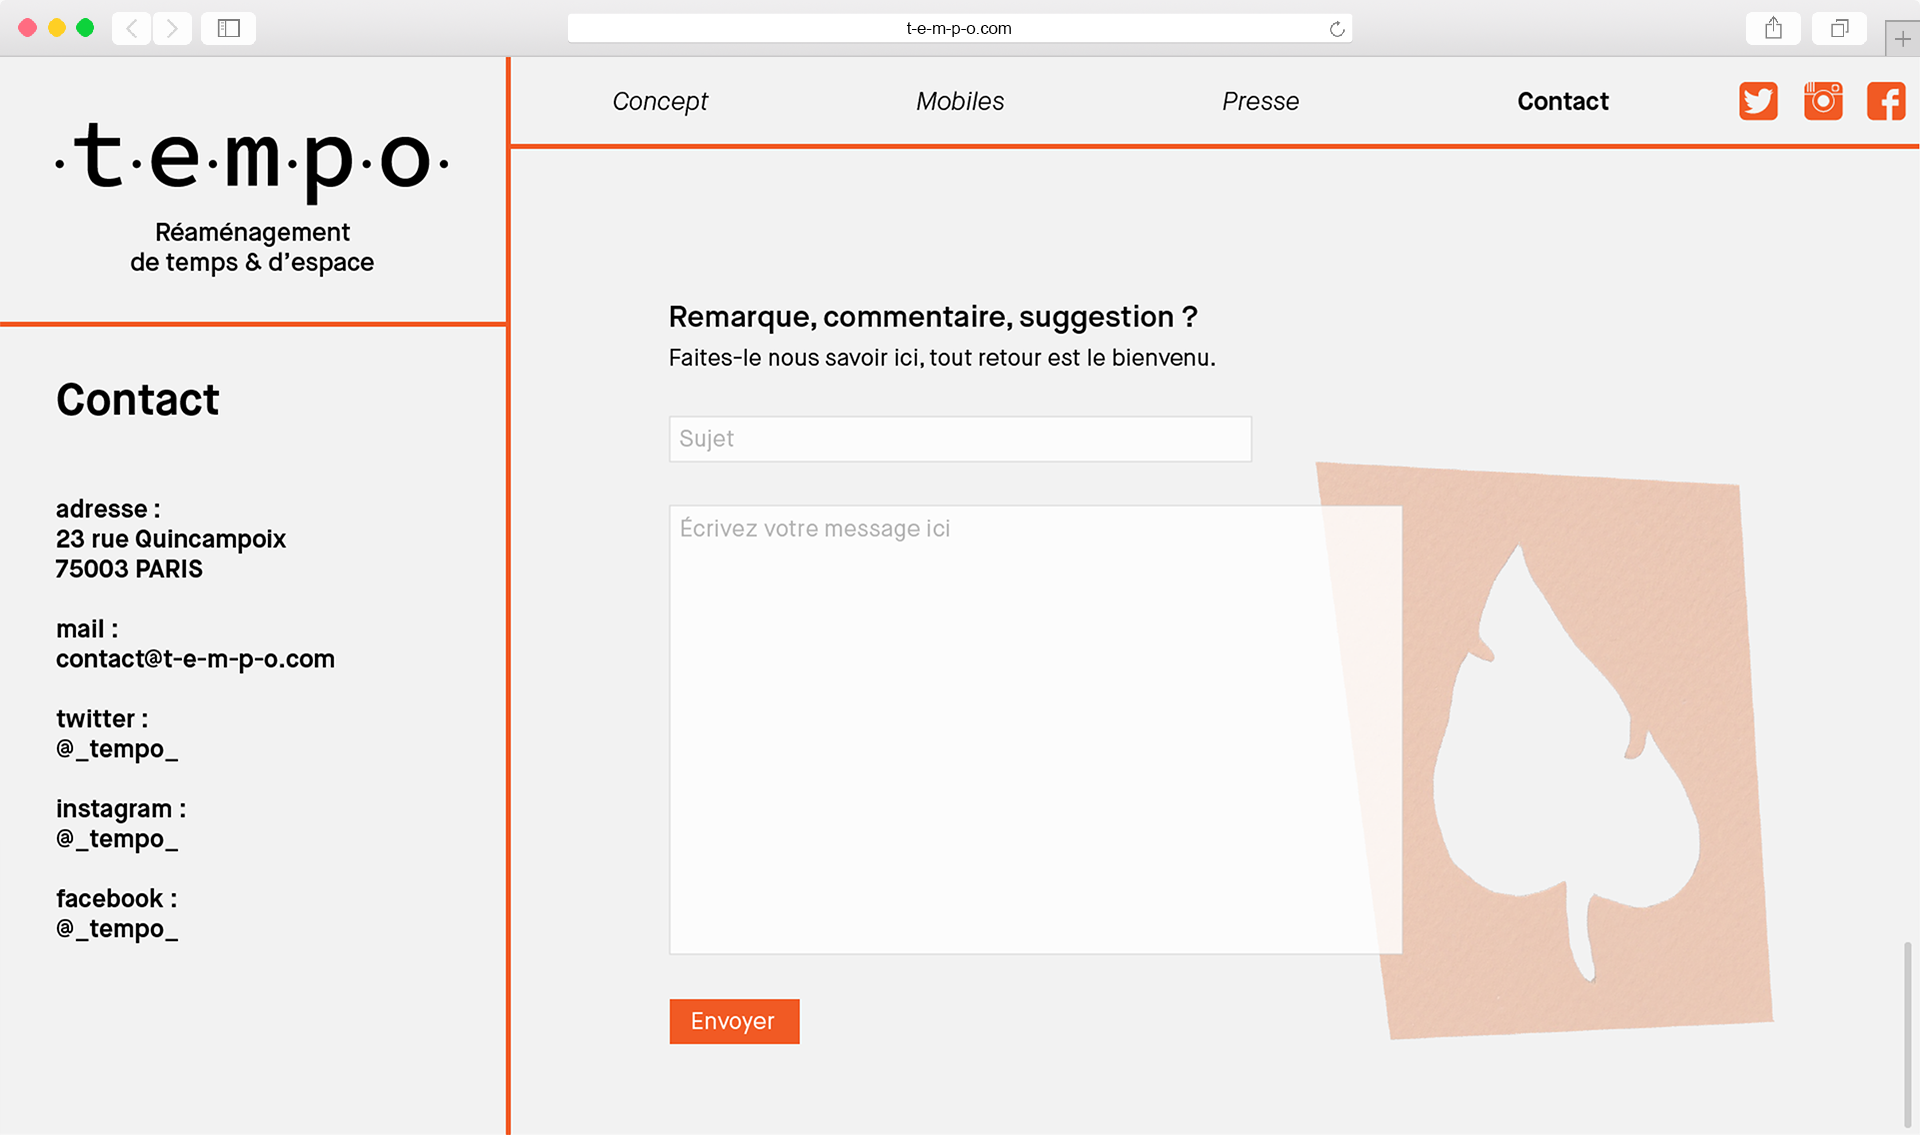 t-e-m-p-o.com
·t·e·m·p·o·
Réaménagement
de temps & d’espace
Concept
Mobiles
Presse
Contact
Contact
adresse :
23 rue Quincampoix
75003 PARIS
mail :
contact@t-e-m-p-o.com
twitter :
@_tempo_
instagram :
@_tempo_
facebook :
@_tempo_
Remarque, commentaire, suggestion ?
Faites-le nous savoir ici, tout retour est le bienvenu.
Sujet
Écrivez votre message ici
Envoyer